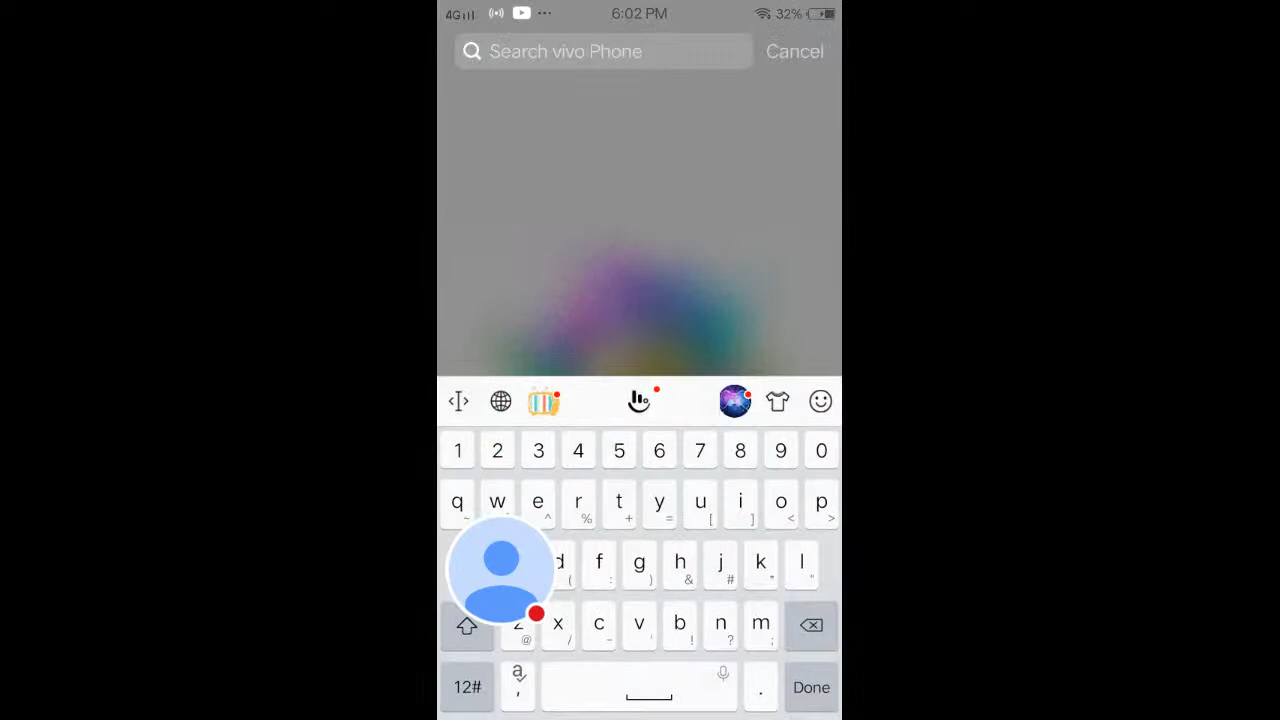 4G 6:02 PM 32%
Search vivo Phone Cancel
1 2 3 4 5 6 7 8 9 0
q w e r t y u i o p
~ ^ % + = [ ] < >
d f g h j k l
( : ) & # * "
z x c v b n m
@ / - ' ! ? ;
12# a , . Done